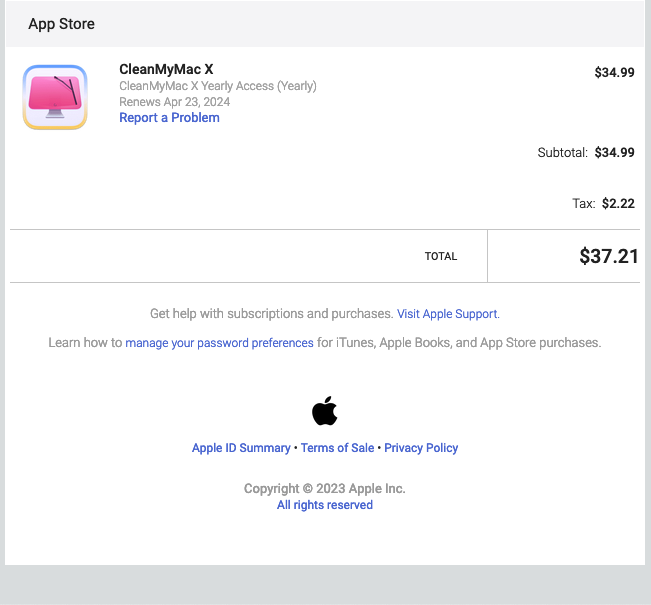 App Store
CleanMyMac X
$34.99
CleanMyMac X Yearly Access (Yearly)
Renews Apr 23, 2024
Report a Problem
Subtotal: $34.99
Tax: $2.22
TOTAL $37.21
Get help with subscriptions and purchases. Visit Apple Support.
Learn how to manage your password preferences for iTunes, Apple Books, and App Store purchases.
Apple ID Summary • Terms of Sale • Privacy Policy
Copyright © 2023 Apple Inc.
All rights reserved